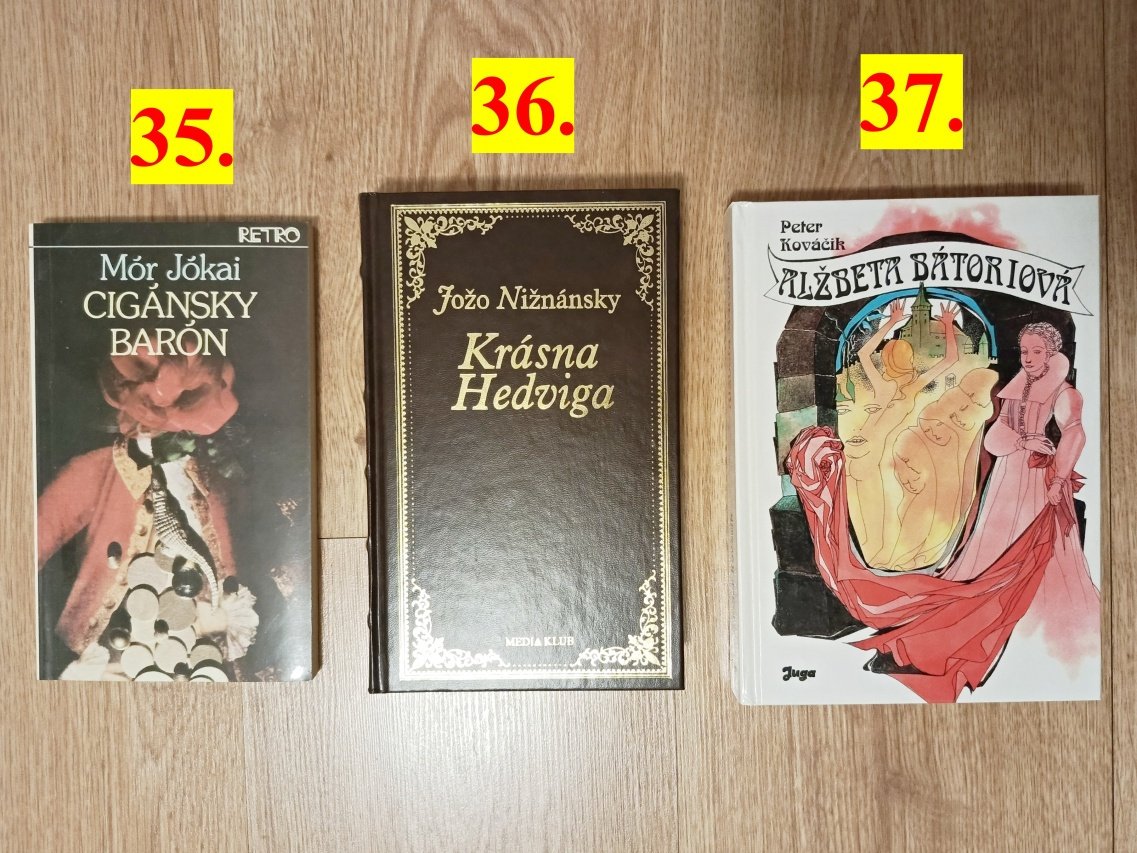 35.
36.
37.
RETRO
Mór Jókai
CIGÁNSKY
BARÓN
Jožo Nižnánsky
Krásna
Hedviga
MEDIA KLUB
Peter
Kováčik
ALŽBETA BÁTORIOVÁ
Juga